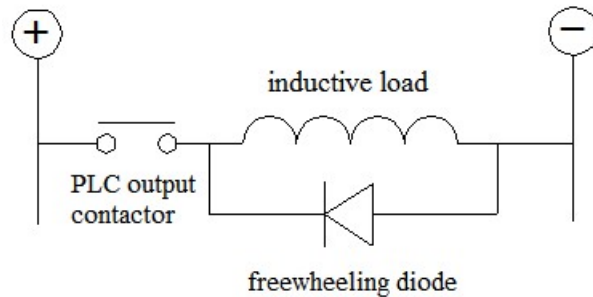 +
−
inductive load
PLC output
contactor
freewheeling diode